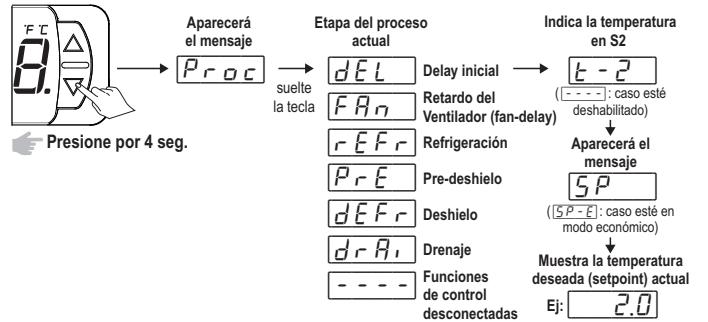 °F °C
8.
Presione por 4 seg.
Aparecerá
el mensaje
Proc
suelte
la tecla
Etapa del proceso
actual
dEL Delay inicial
FAn Retardo del
Ventilador (fan-delay)
rEFr Refrigeración
PrE Pre-deshielo
dEFr Deshielo
drAi Drenaje
- - - - Funciones
de control
desconectadas
Indica la temperatura
en S2
t-2
( - - - - : caso esté
deshabilitado)
Aparecerá el
mensaje
SP
( SP-E : caso esté en
modo económico)
Muestra la temperatura
deseada (setpoint) actual
Ej: 2.0